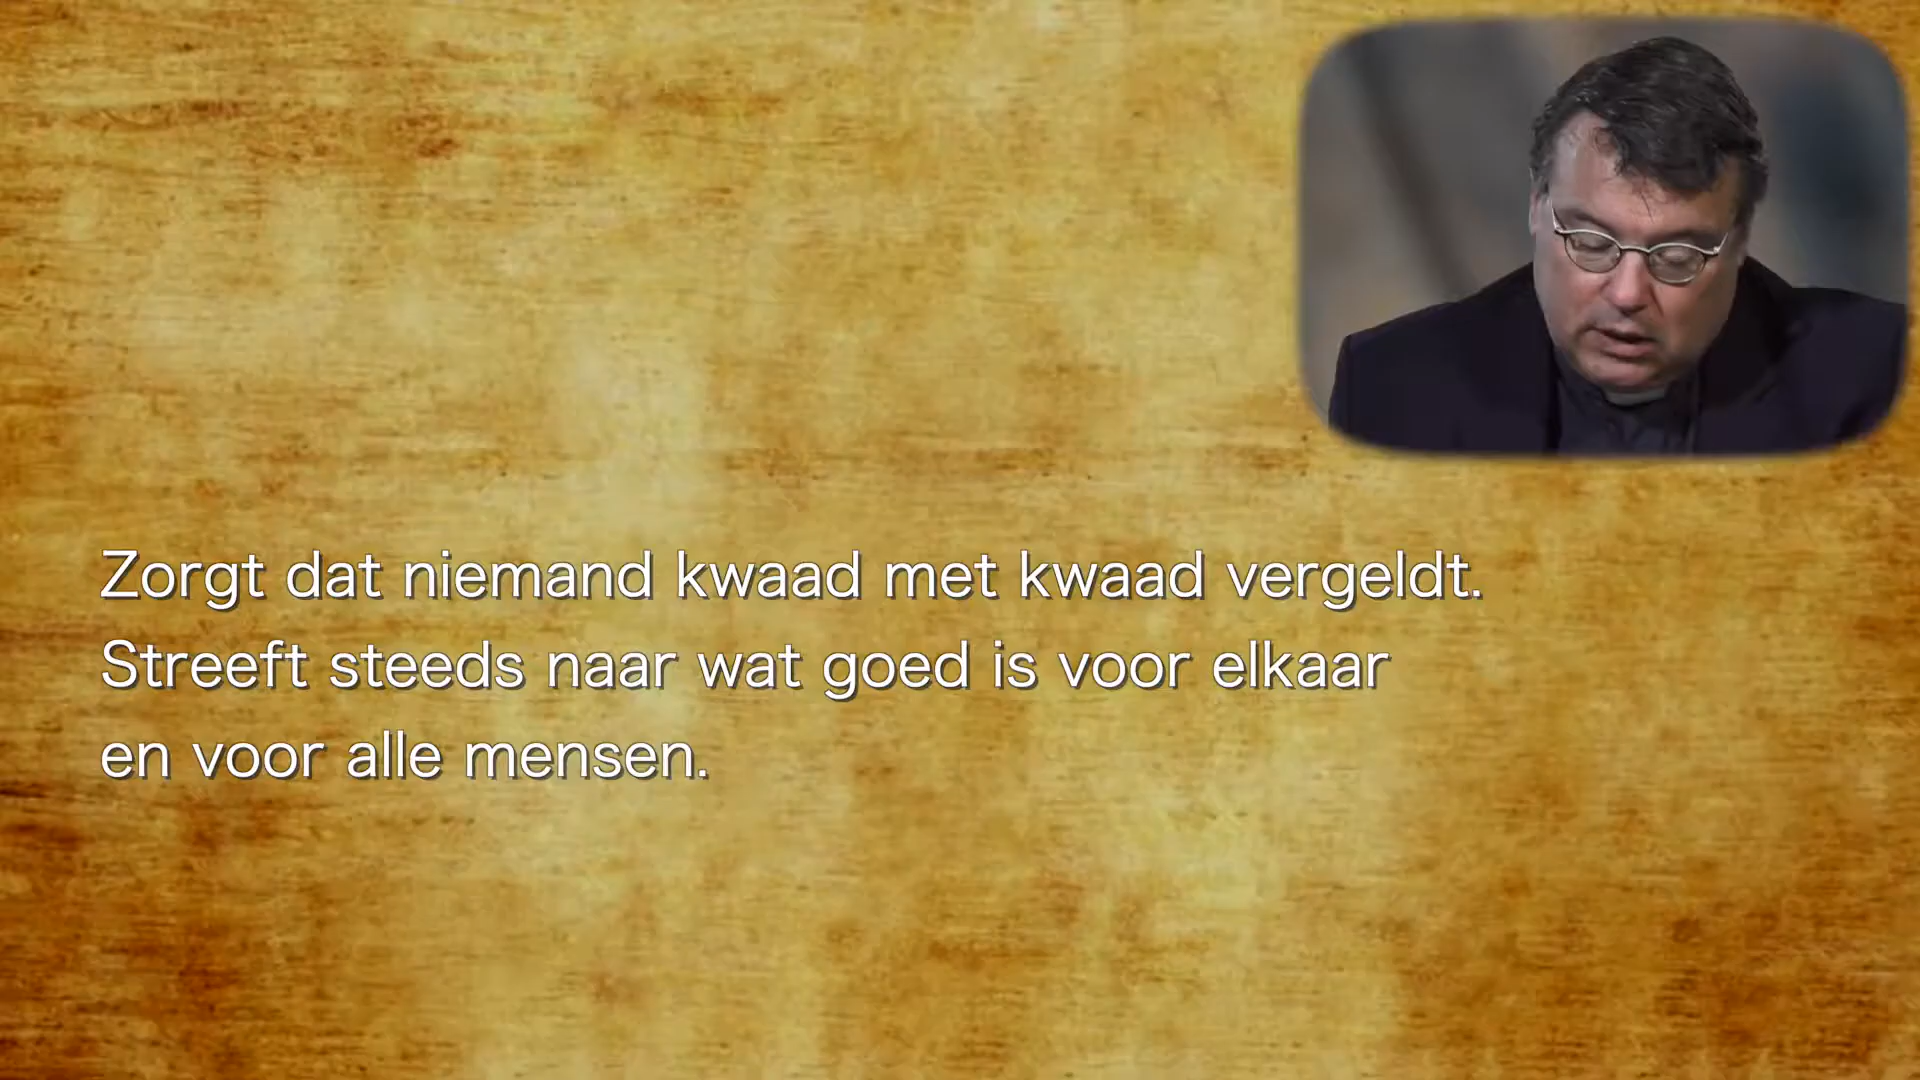 Zorgt dat niemand kwaad met kwaad vergeldt.
Streeft steeds naar wat goed is voor elkaar
en voor alle mensen.